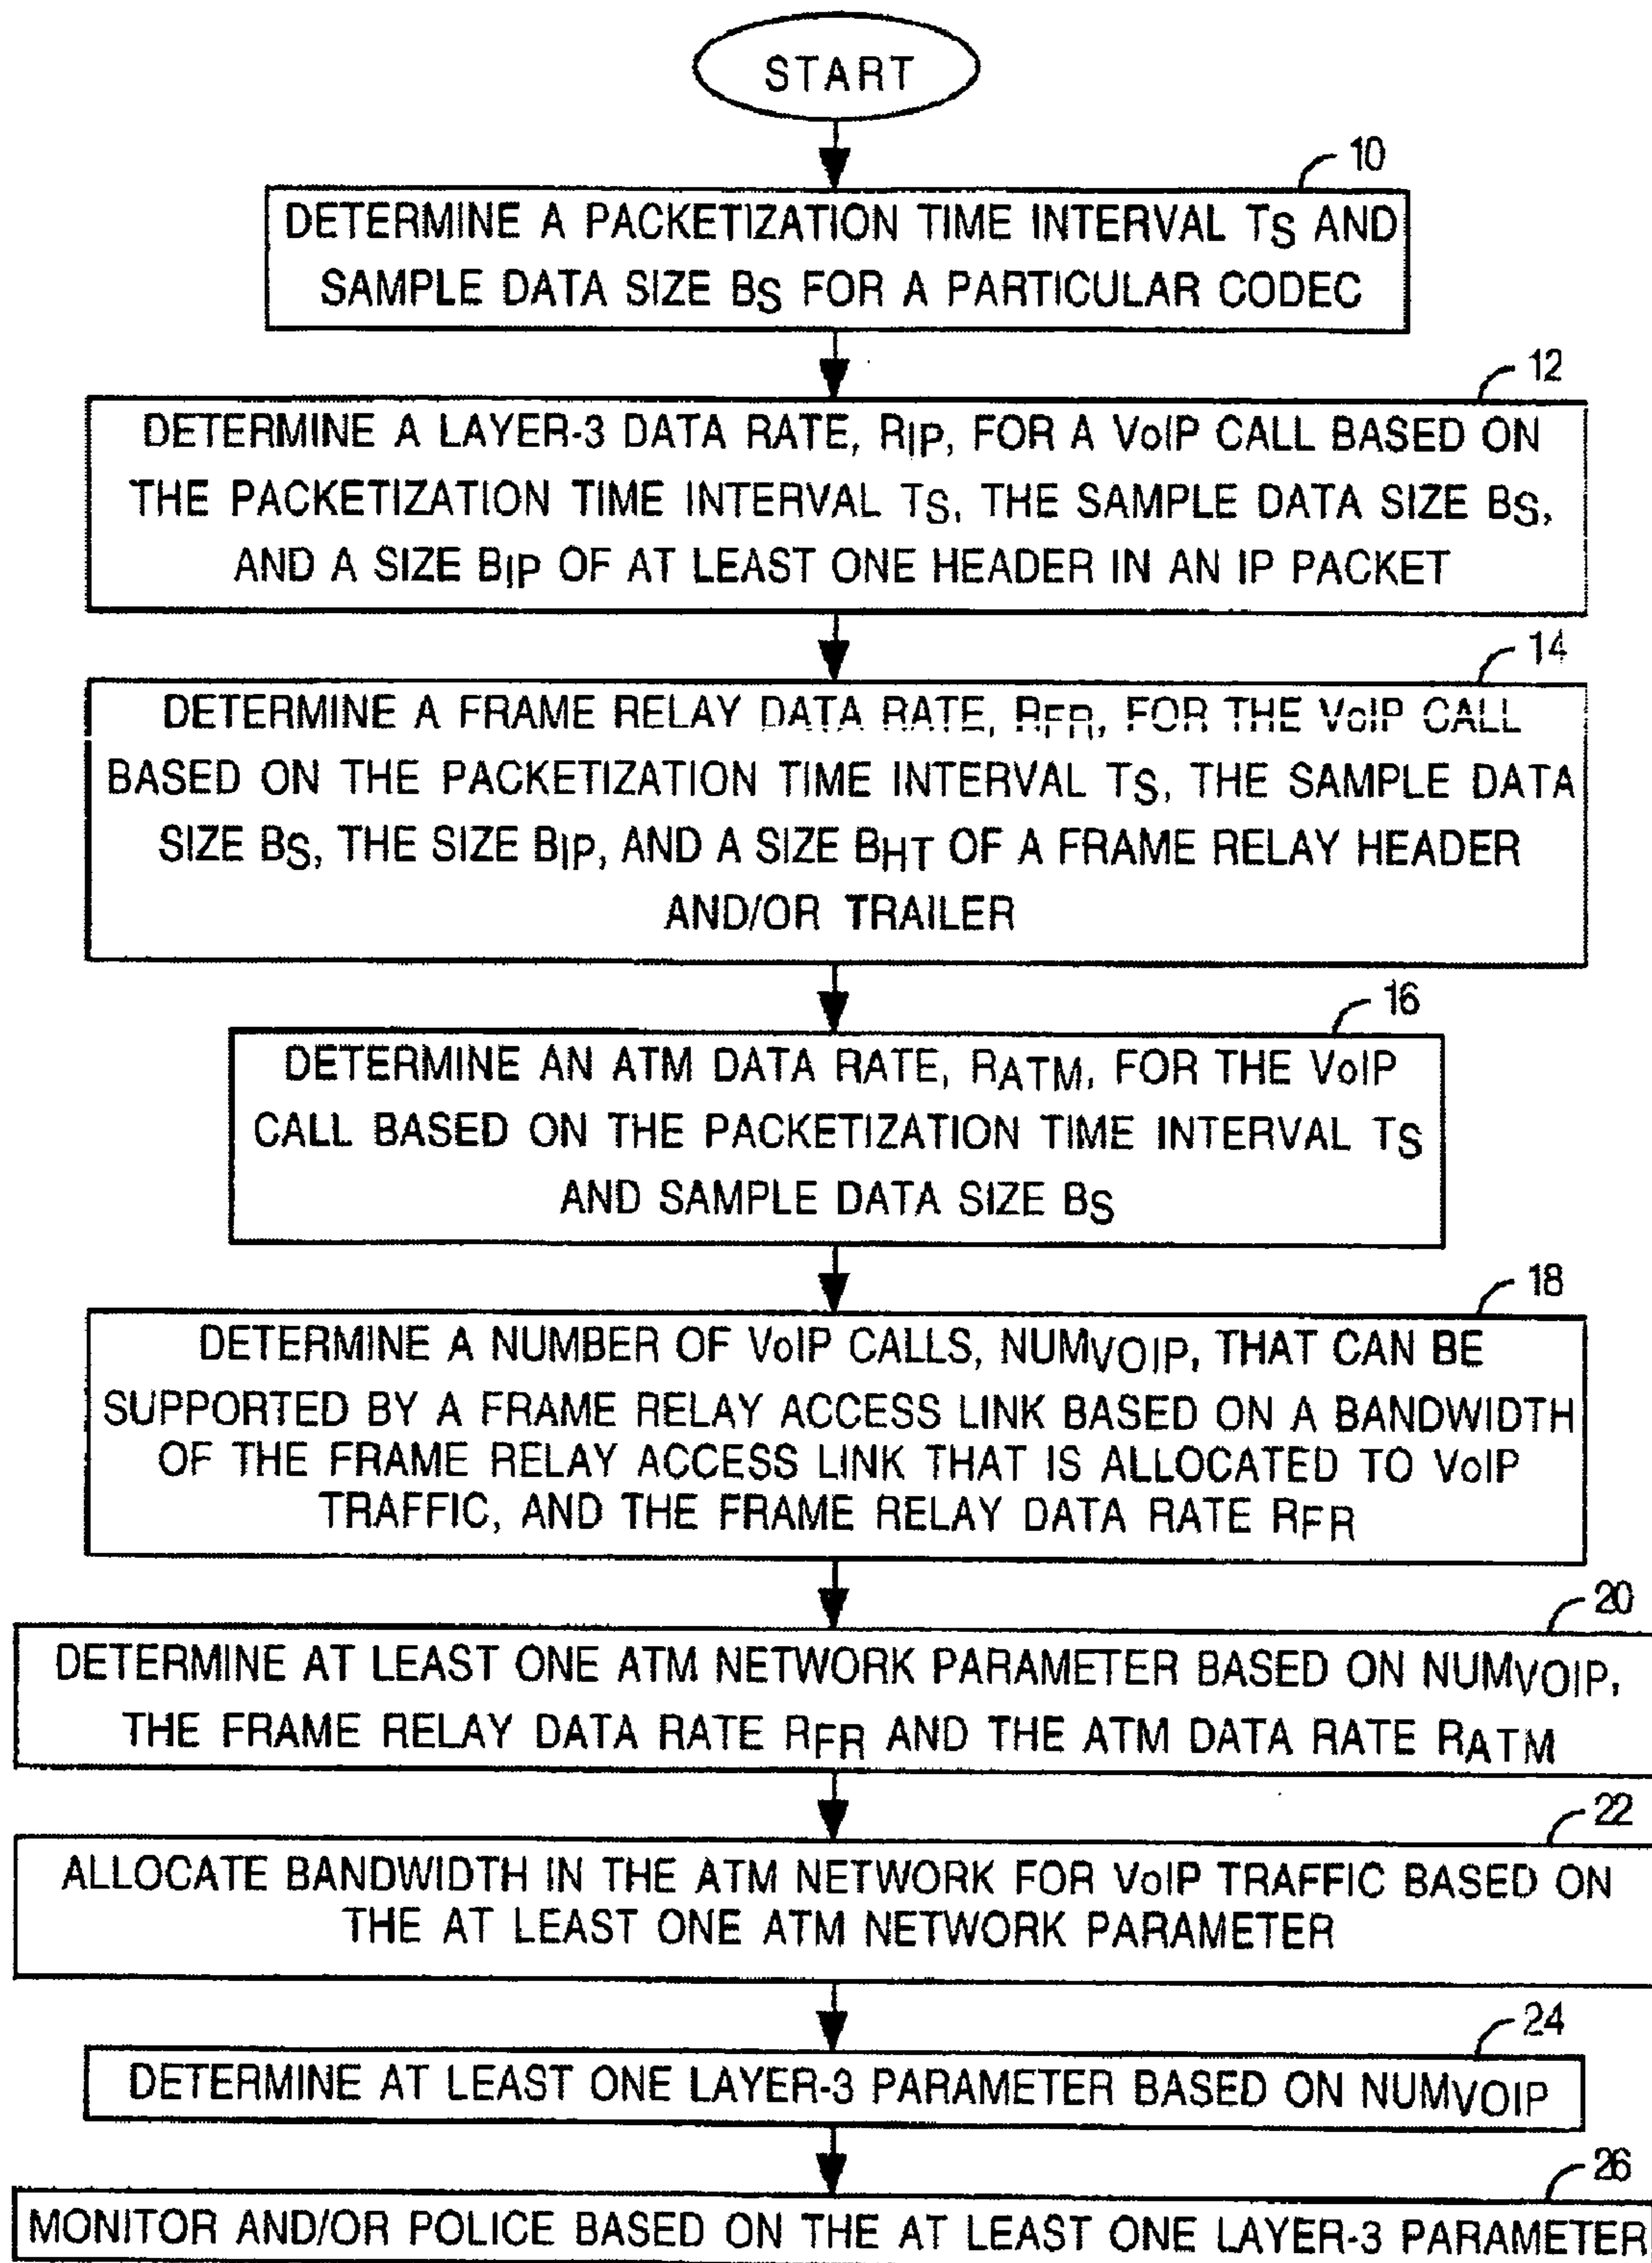 START
10
DETERMINE A PACKETIZATION TIME INTERVAL TS AND
SAMPLE DATA SIZE BS FOR A PARTICULAR CODEC
12
DETERMINE A LAYER-3 DATA RATE, RIP, FOR A VoIP CALL BASED ON
THE PACKETIZATION TIME INTERVAL TS, THE SAMPLE DATA SIZE BS,
AND A SIZE BIP OF AT LEAST ONE HEADER IN AN IP PACKET
14
DETERMINE A FRAME RELAY DATA RATE, RFR, FOR THE VoIP CALL
BASED ON THE PACKETIZATION TIME INTERVAL TS, THE SAMPLE DATA
SIZE BS, THE SIZE BIP, AND A SIZE BHT OF A FRAME RELAY HEADER
AND/OR TRAILER
16
DETERMINE AN ATM DATA RATE, RATM, FOR THE VoIP
CALL BASED ON THE PACKETIZATION TIME INTERVAL TS
AND SAMPLE DATA SIZE BS
18
DETERMINE A NUMBER OF VoIP CALLS, NUMVOIP, THAT CAN BE
SUPPORTED BY A FRAME RELAY ACCESS LINK BASED ON A BANDWIDTH
OF THE FRAME RELAY ACCESS LINK THAT IS ALLOCATED TO VoIP
TRAFFIC, AND THE FRAME RELAY DATA RATE RFR
20
DETERMINE AT LEAST ONE ATM NETWORK PARAMETER BASED ON NUMVOIP,
THE FRAME RELAY DATA RATE RFR AND THE ATM DATA RATE RATM
22
ALLOCATE BANDWIDTH IN THE ATM NETWORK FOR VoIP TRAFFIC BASED ON
THE AT LEAST ONE ATM NETWORK PARAMETER
24
DETERMINE AT LEAST ONE LAYER-3 PARAMETER BASED ON NUMVOIP
26
MONITOR AND/OR POLICE BASED ON THE AT LEAST ONE LAYER-3 PARAMETER